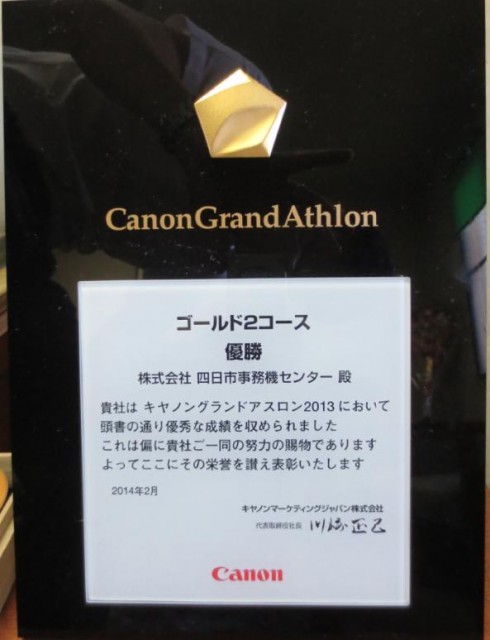 CanonGrandAthlon
ゴールド2コース
優勝
株式会社 四日市事務機センター 殿
貴社は キヤノングランドアスロン2013 において
頭書の通り優秀な成績を収められました
これは偏に貴社ご一同の努力の賜物であります
よってここにその栄誉を讃え表彰いたします
2014年2月
キヤノンマーケティングジャパン株式会社
代表取締役社長 川崎正己
Canon